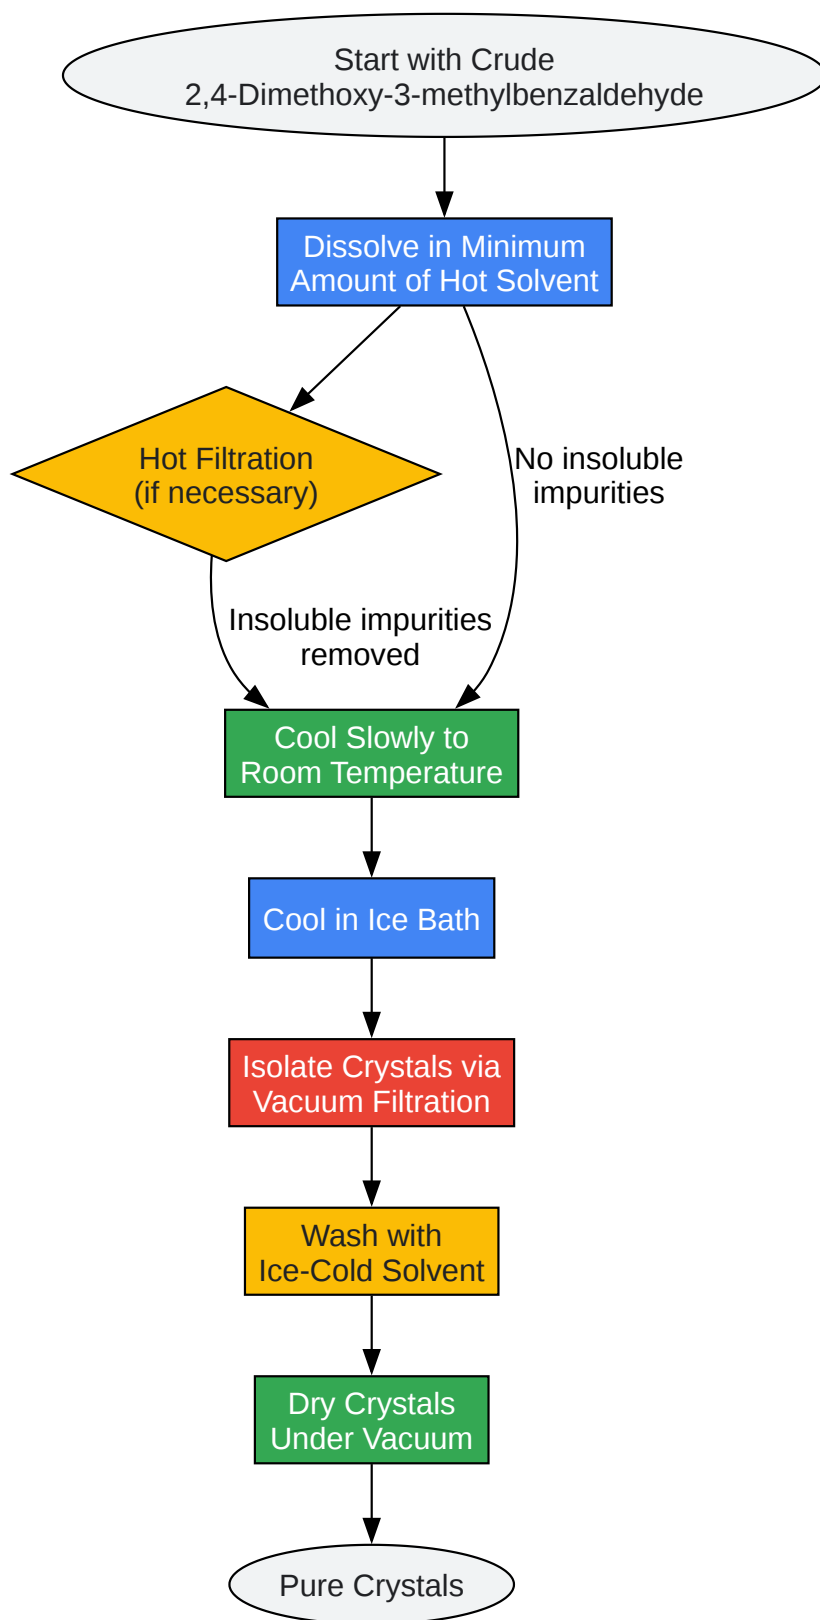 Start with Crude
2,4-Dimethoxy-3-methylbenzaldehyde
Dissolve in Minimum
Amount of Hot Solvent
Hot Filtration
(if necessary)
No insoluble
impurities
Insoluble impurities
removed
Cool Slowly to
Room Temperature
Cool in Ice Bath
Isolate Crystals via
Vacuum Filtration
Wash with
Ice-Cold Solvent
Dry Crystals
Under Vacuum
Pure Crystals